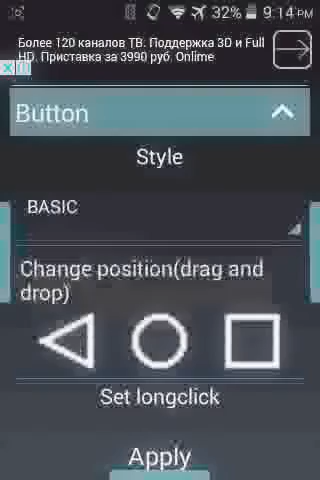 32% 9:14 PM
Более 120 каналов ТВ. Поддержка 3D и Full
HD. Приставка за 3990 руб. Onlime
Button
Style
BASIC
Change position(drag and
drop)
Set longclick
Apply